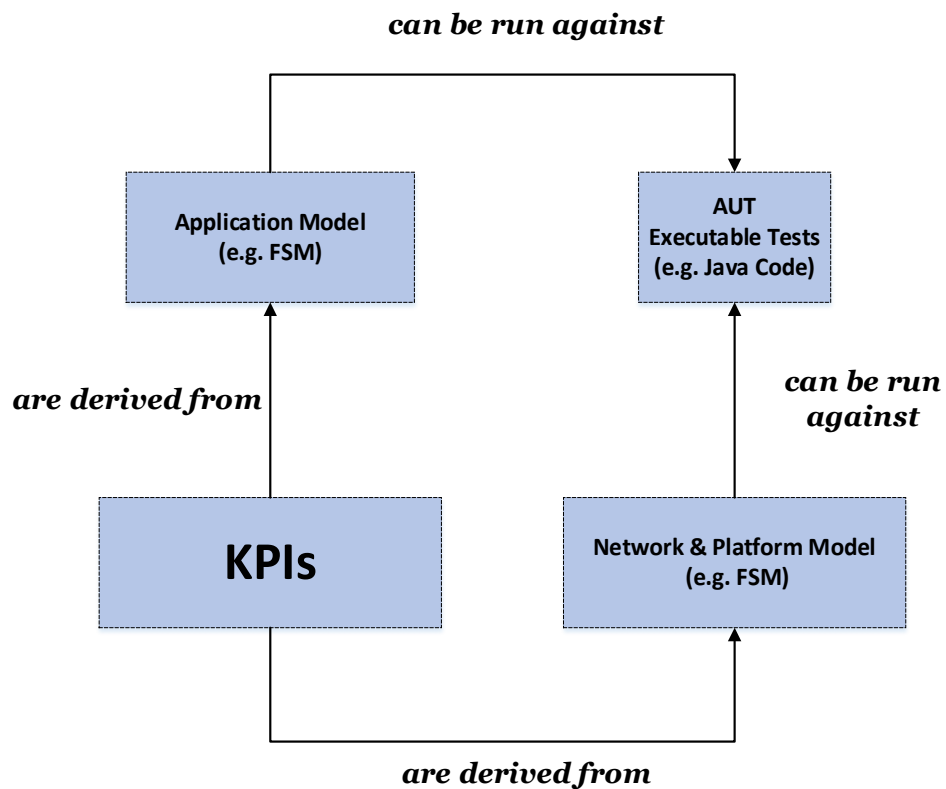 can be run against
Application Model
(e.g. FSM)
AUT
Executable Tests
(e.g. Java Code)
are derived from
can be run
against
KPIs
Network & Platform Model
(e.g. FSM)
are derived from